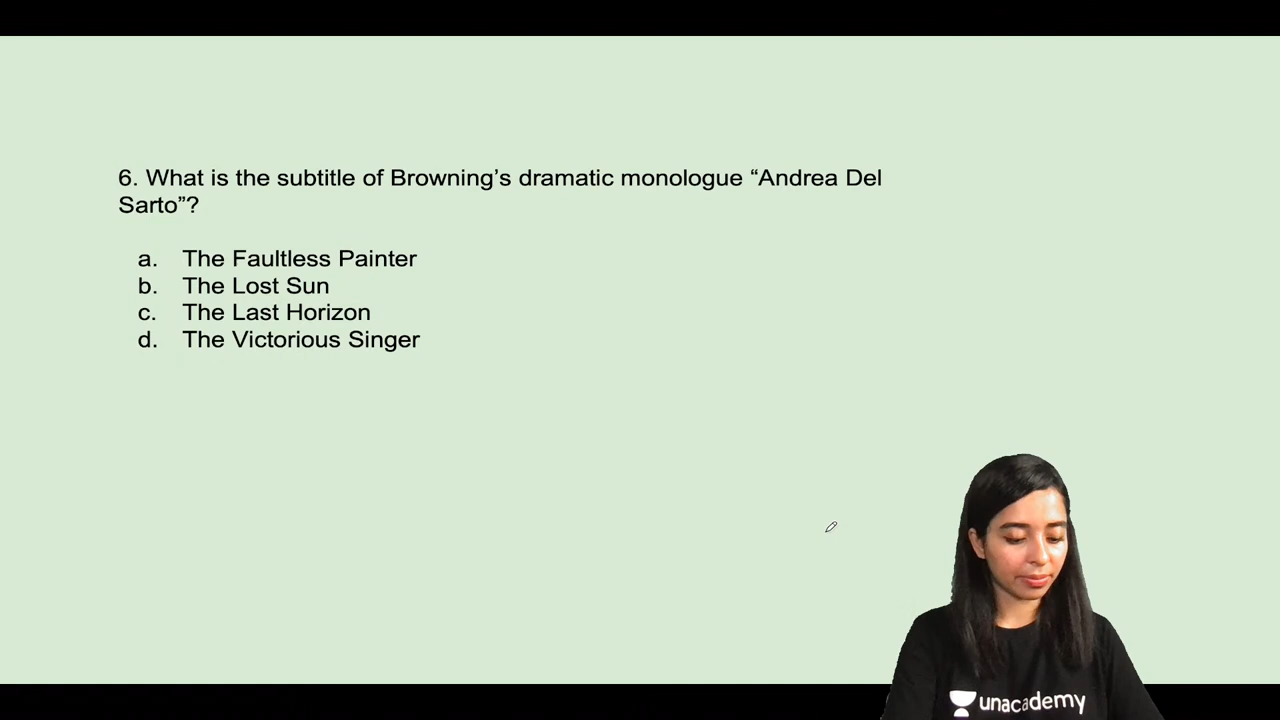 6. What is the subtitle of Browning’s dramatic monologue “Andrea Del
Sarto”?
a. The Faultless Painter
b. The Lost Sun
c. The Last Horizon
d. The Victorious Singer
unacademy